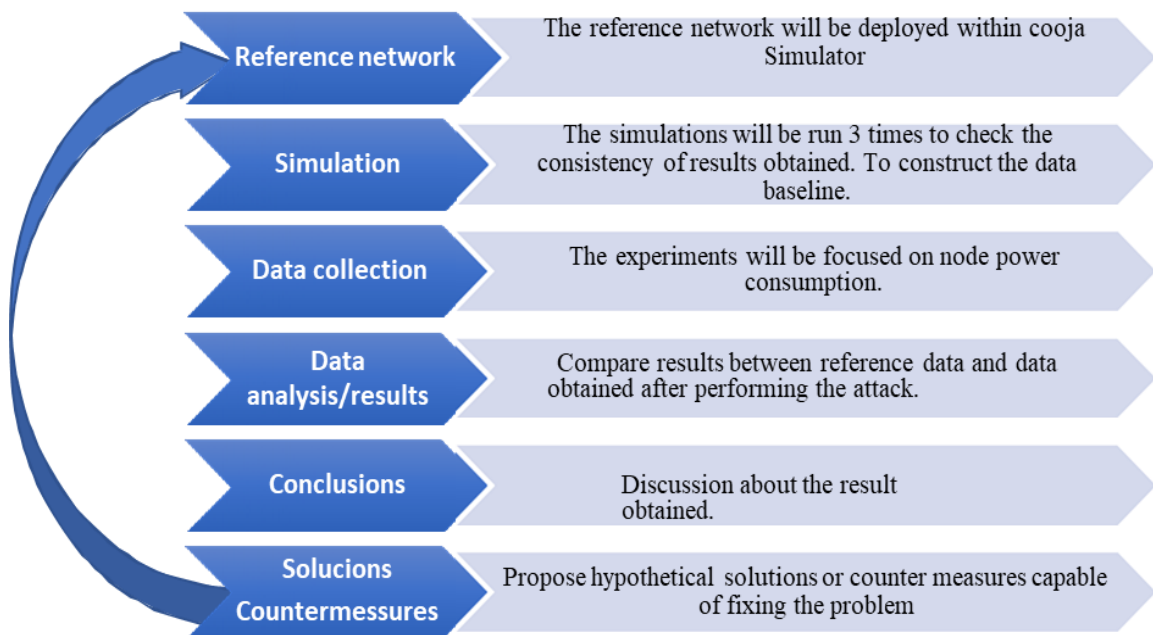 Reference network
The reference network will be deployed within cooja
Simulator
Simulation
The simulations will be run 3 times to check the
consistency of results obtained. To construct the data
baseline.
Data collection
The experiments will be focused on node power
consumption.
Data
analysis/results
Compare results between reference data and data
obtained after performing the attack.
Conclusions
Discussion about the result
obtained.
Solucions
Countermessures
Propose hypothetical solutions or counter measures capable
of fixing the problem